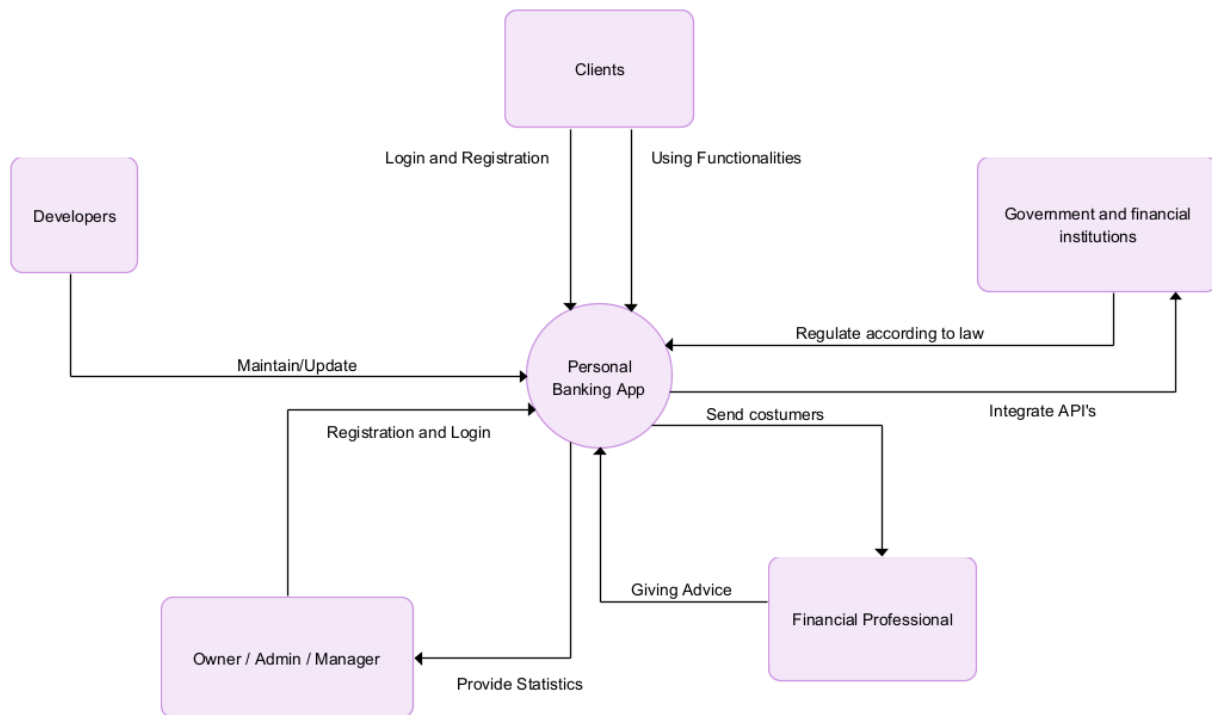 Clients
Login and Registration
Using Functionalities
Developers
Government and financial
institutions
Regulate according to law
Maintain/Update
Personal
Banking App
Integrate API's
Send costumers
Registration and Login
Giving Advice
Financial Professional
Owner / Admin / Manager
Provide Statistics